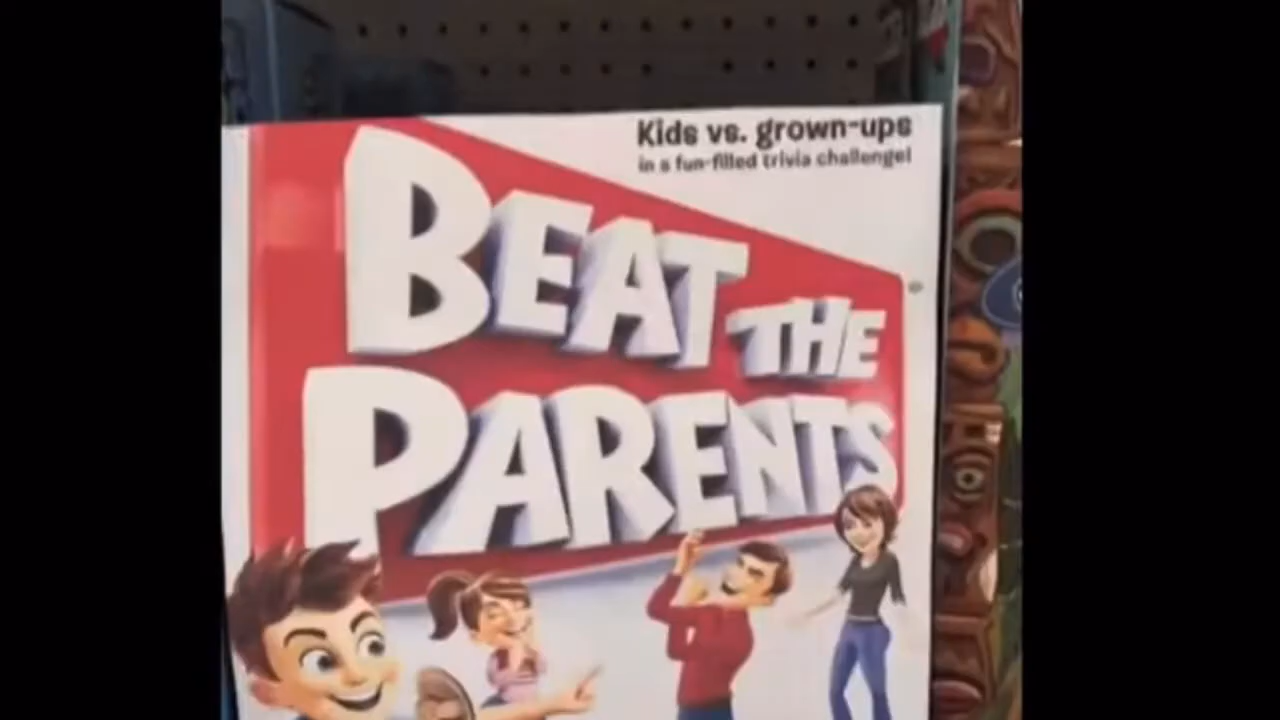 Kids vs. grown-ups
in a fun-filled trivia challenge!
BEAT THE
PARENTS